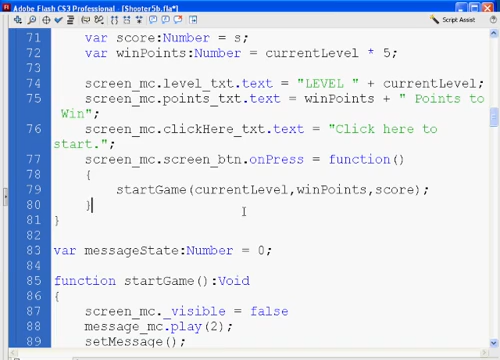 Adobe Flash CS3 Professional - [Shooter5b.fla*]
Script Assist
71 var score:Number = s;
72 var winPoints:Number = currentLevel * 5;
73
74 screen_mc.level_txt.text = "LEVEL " + currentLevel;
75 screen_mc.points_txt.text = winPoints + " Points to
Win";
76 screen_mc.clickHere_txt.text = "Click here to
start.";
77 screen_mc.screen_btn.onPress = function()
78 {
79 startGame(currentLevel,winPoints,score);
80 }
81 }
82
83 var messageState:Number = 0;
84
85 function startGame():Void
86 {
87 screen_mc._visible = false
88 message_mc.play(2);
89 setMessage();